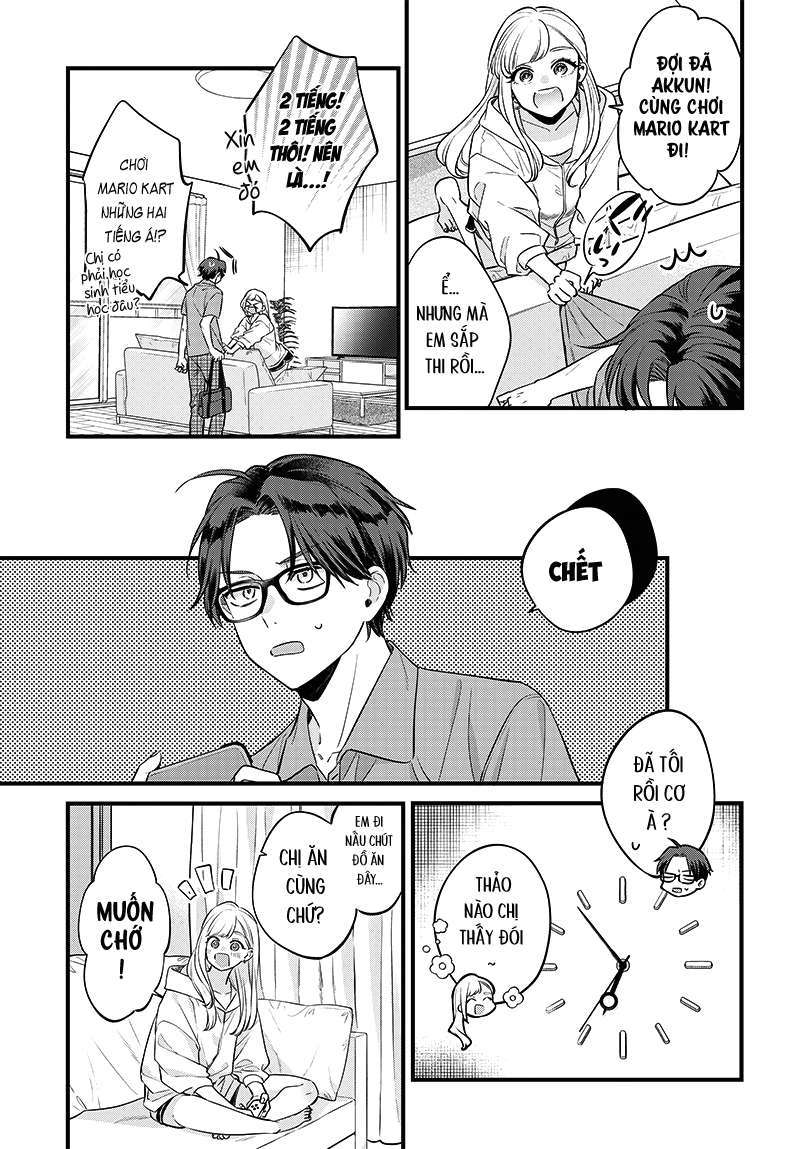 ĐỢI ĐÃ
AKKUN!
CÙNG CHƠI
MARIO KART
ĐI!
Ể...
NHƯNG MÀ
EM SẮP
THI RỒI...
2 TIẾNG!
2 TIẾNG
THÔI! NÊN
LÀ....!
Xin
em
đó
CHƠI
MARIO KART
NHỮNG HAI
TIẾNG Á!?
Chị có
phải học
sinh tiểu
học đâu?
CHẾT
ĐÃ TỐI
RỒI CƠ
À?
THẢO
NÀO CHỊ
THẤY ĐÓI
~
EM ĐI
NẤU CHÚT
ĐỒ ĂN
ĐÂY...
CHỊ ĂN
CÙNG
CHỨ?
MUỐN
CHỚ
!